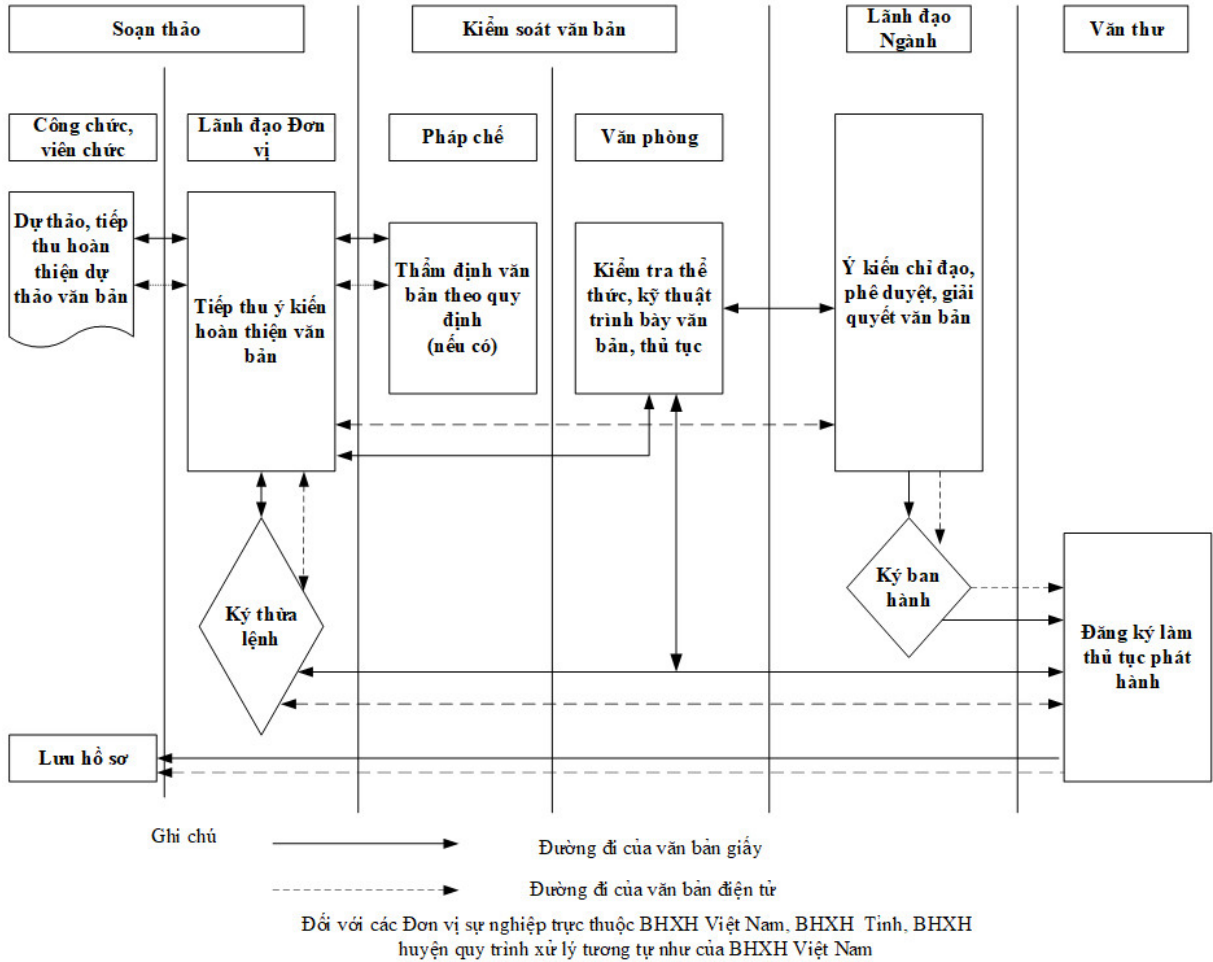 Soạn thảo
Kiểm soát văn bản
Lãnh đạo
Ngành
Văn thư
Công chức,
viên chức
Lãnh đạo Đơn
vị
Pháp chế
Văn phòng
Dự thảo, tiếp
thu hoàn
thiện dự
thảo văn bản
Tiếp thu ý kiến
hoàn thiện văn
bản
Thẩm định văn
bản theo quy
định
(nếu có)
Kiểm tra thể
thức, kỹ thuật
trình bày văn
bản, thủ tục
Ý kiến chỉ đạo,
phê duyệt, giải
quyết văn bản
Ký thừa
lệnh
Ký ban
hành
Đăng ký làm
thủ tục phát
hành
Lưu hồ sơ
Ghi chú
Đường đi của văn bản giấy
Đường đi của văn bản điện tử
Đối với các Đơn vị sự nghiệp trực thuộc BHXH Việt Nam, BHXH Tỉnh, BHXH
huyện quy trình xử lý tương tự như của BHXH Việt Nam